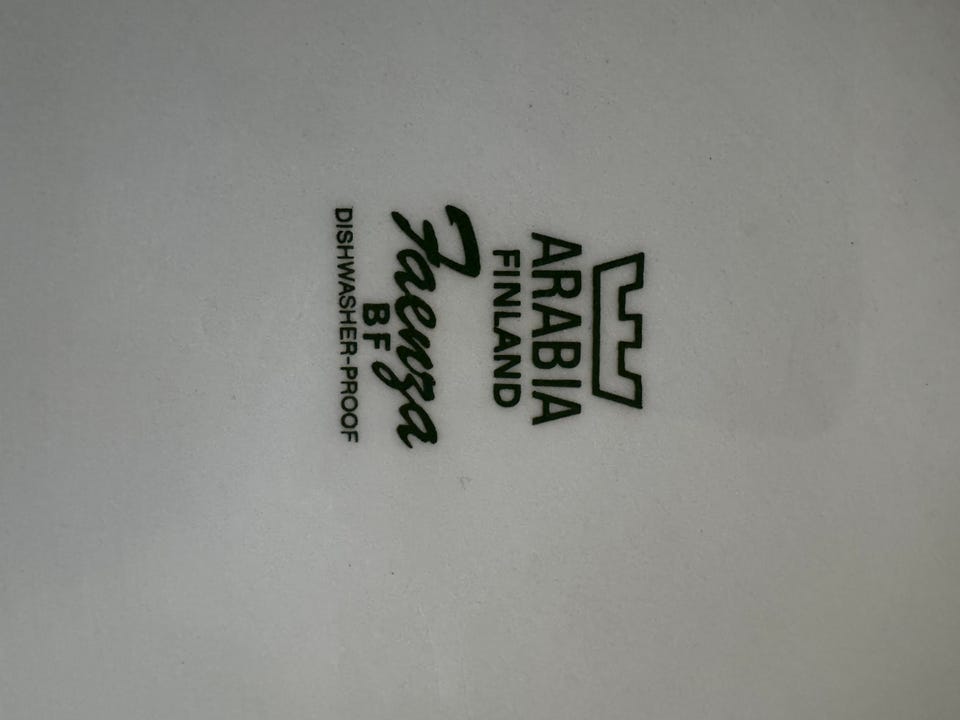 ARABIA
FINLAND
Faenza
BF
DISHWASHER-PROOF